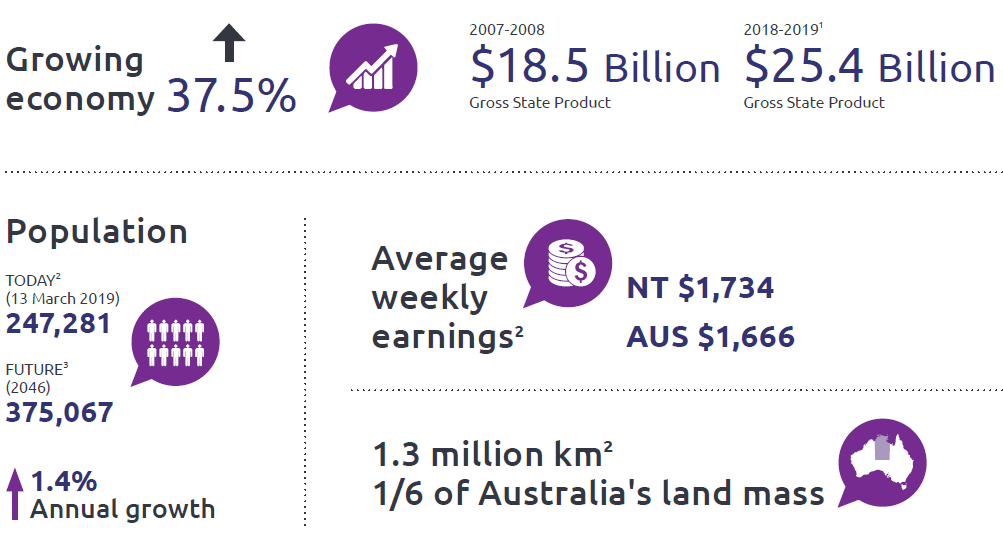 Growing
economy 37.5%
2007-2008
$18.5 Billion
Gross State Product
2018-2019¹
$25.4 Billion
Gross State Product
Population
TODAY²
(13 March 2019)
247,281
FUTURE³
(2046)
375,067
1.4%
Annual growth
Average
weekly
earnings²
NT $1,734
AUS $1,666
1.3 million km²
1/6 of Australia's land mass